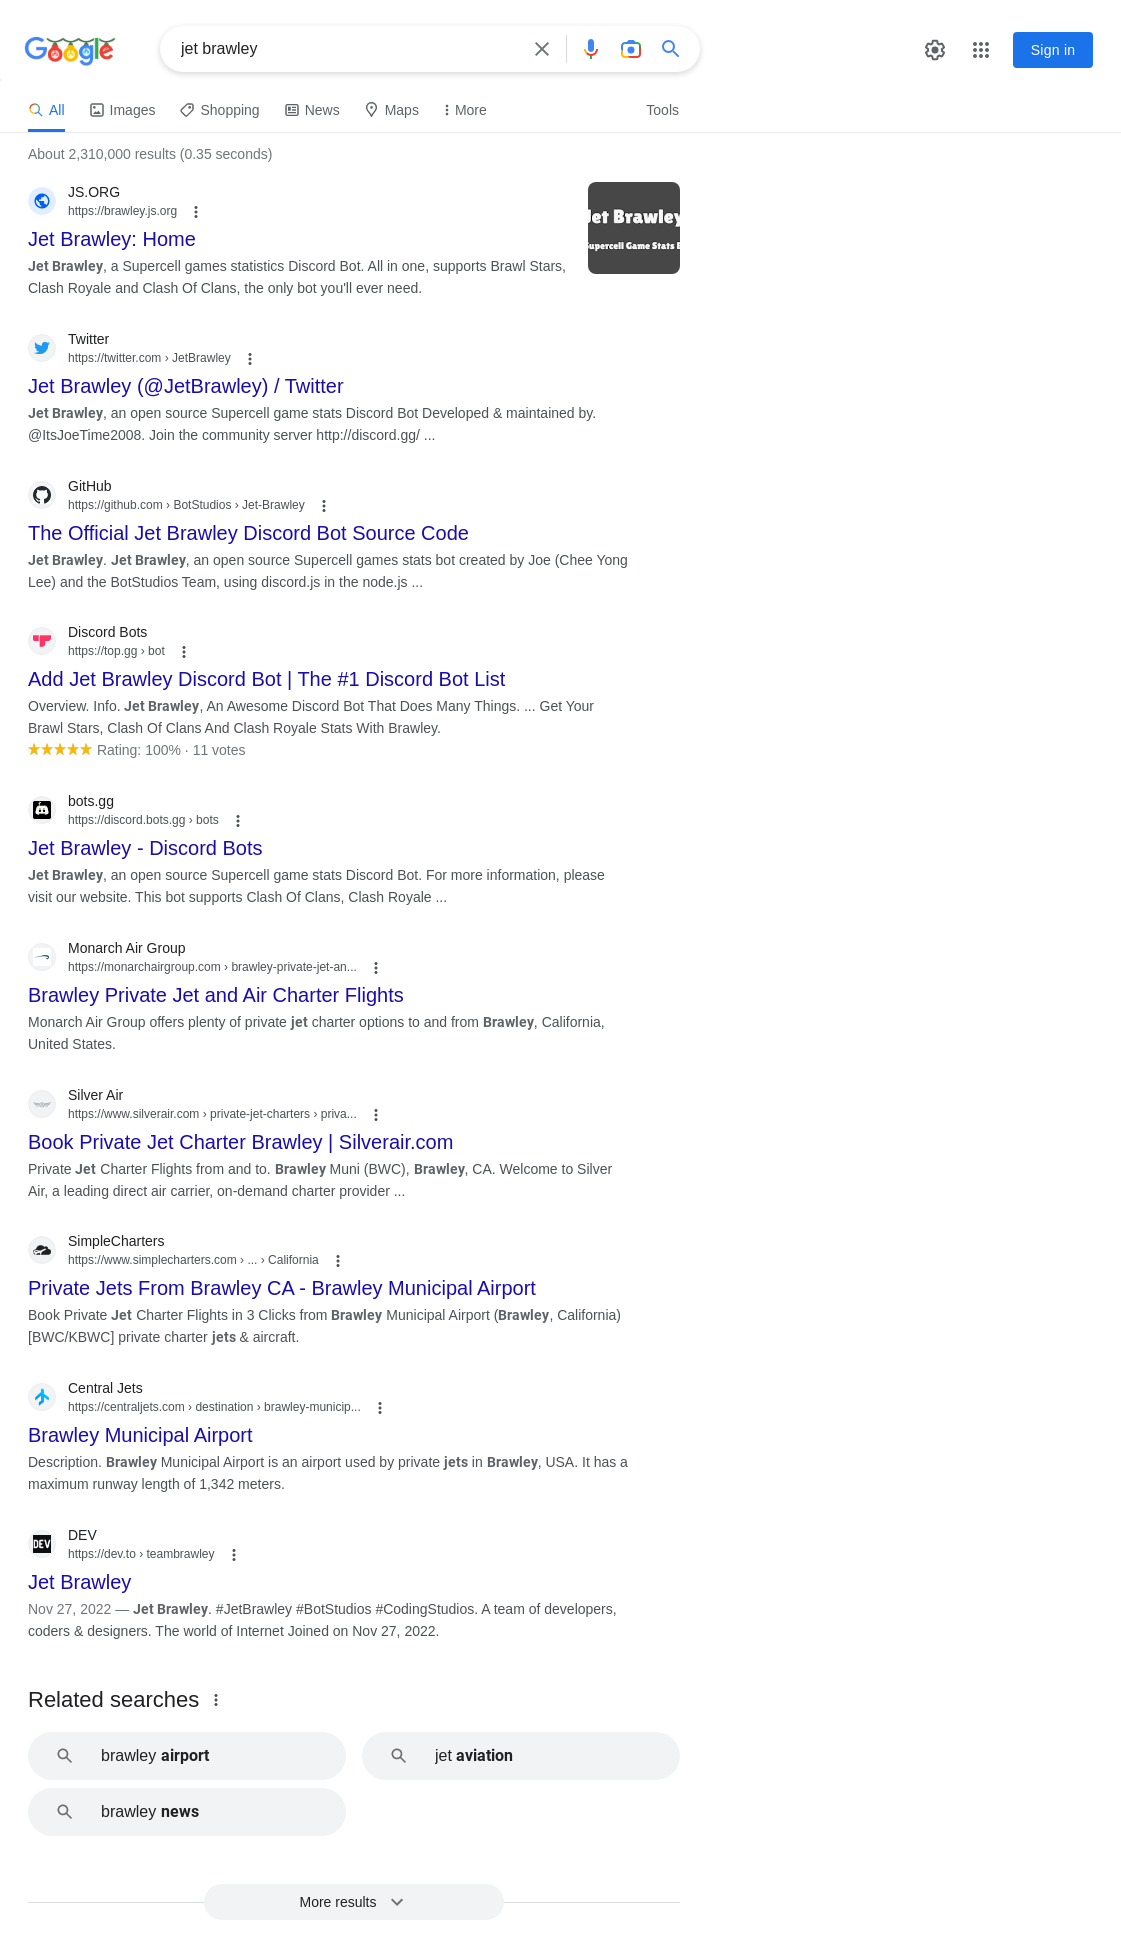 Google
jet brawley
Sign in
All
Images
Shopping
News
Maps
More
Tools
About 2,310,000 results (0.35 seconds)
JS.ORG
https://brawley.js.org
Jet Brawley: Home
Jet Brawley, a Supercell games statistics Discord Bot. All in one, supports Brawl Stars,
Clash Royale and Clash Of Clans, the only bot you'll ever need.
Jet Brawley
Supercell Game Stats B
Twitter
https://twitter.com › JetBrawley
Jet Brawley (@JetBrawley) / Twitter
Jet Brawley, an open source Supercell game stats Discord Bot Developed & maintained by.
@ItsJoeTime2008. Join the community server http://discord.gg/ ...
GitHub
https://github.com › BotStudios › Jet-Brawley
The Official Jet Brawley Discord Bot Source Code
Jet Brawley. Jet Brawley, an open source Supercell games stats bot created by Joe (Chee Yong
Lee) and the BotStudios Team, using discord.js in the node.js ...
Discord Bots
https://top.gg › bot
Add Jet Brawley Discord Bot | The #1 Discord Bot List
Overview. Info. Jet Brawley, An Awesome Discord Bot That Does Many Things. ... Get Your
Brawl Stars, Clash Of Clans And Clash Royale Stats With Brawley.
Rating: 100% · 11 votes
bots.gg
https://discord.bots.gg › bots
Jet Brawley - Discord Bots
Jet Brawley, an open source Supercell game stats Discord Bot. For more information, please
visit our website. This bot supports Clash Of Clans, Clash Royale ...
Monarch Air Group
https://monarchairgroup.com › brawley-private-jet-an...
Brawley Private Jet and Air Charter Flights
Monarch Air Group offers plenty of private jet charter options to and from Brawley, California,
United States.
Silver Air
https://www.silverair.com › private-jet-charters › priva...
Book Private Jet Charter Brawley | Silverair.com
Private Jet Charter Flights from and to. Brawley Muni (BWC), Brawley, CA. Welcome to Silver
Air, a leading direct air carrier, on-demand charter provider ...
SimpleCharters
https://www.simplecharters.com › ... › California
Private Jets From Brawley CA - Brawley Municipal Airport
Book Private Jet Charter Flights in 3 Clicks from Brawley Municipal Airport (Brawley, California)
[BWC/KBWC] private charter jets & aircraft.
Central Jets
https://centraljets.com › destination › brawley-municip...
Brawley Municipal Airport
Description. Brawley Municipal Airport is an airport used by private jets in Brawley, USA. It has a
maximum runway length of 1,342 meters.
DEV
DEV
https://dev.to › teambrawley
Jet Brawley
Nov 27, 2022 — Jet Brawley. #JetBrawley #BotStudios #CodingStudios. A team of developers,
coders & designers. The world of Internet Joined on Nov 27, 2022.
Related searches
brawley airport
jet aviation
brawley news
More results